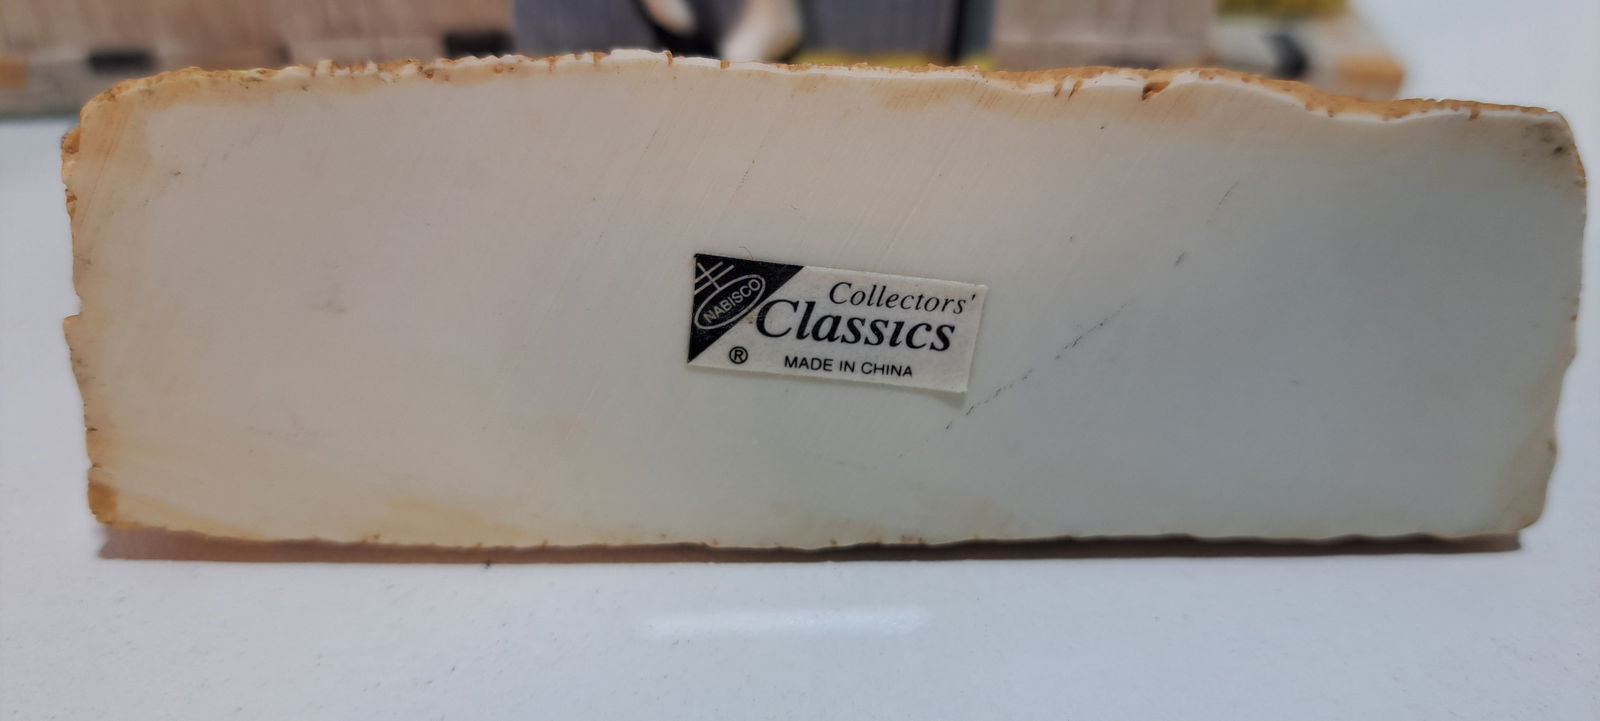 NABISCO
Collectors'
Classics
®
MADE IN CHINA